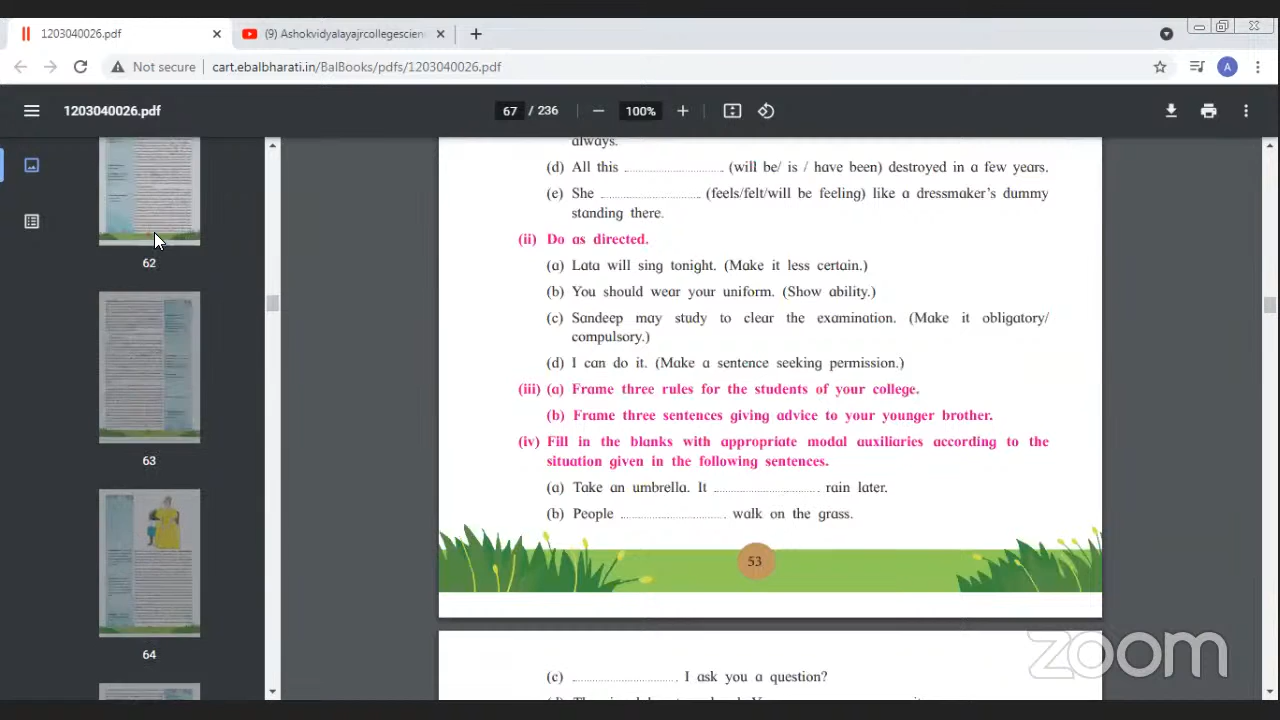 1203040026.pdf
(9) Ashokvidyalayajrcollegescien
Not secure
cart.ebalbharati.in/BalBooks/pdfs/1203040026.pdf
A
1203040026.pdf
67 / 236
100%
62
63
64
always.
(d) All this .......................... (will be/ is / have been) destroyed in a few years.
(e) She .......................... (feels/felt/will be feeling) like a dressmaker's dummy
standing there.
(ii) Do as directed.
(a) Lata will sing tonight. (Make it less certain.)
(b) You should wear your uniform. (Show ability.)
(c) Sandeep may study to clear the examination. (Make it obligatory/
compulsory.)
(d) I can do it. (Make a sentence seeking permission.)
(iii) (a) Frame three rules for the students of your college.
(b) Frame three sentences giving advice to your younger brother.
(iv) Fill in the blanks with appropriate modal auxiliaries according to the
situation given in the following sentences.
(a) Take an umbrella. It .......................... rain later.
(b) People .......................... walk on the grass.
53
(c) .......................... I ask you a question?
zoom